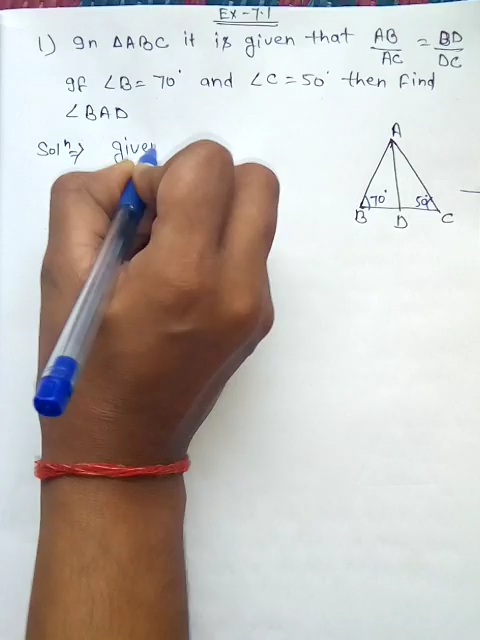 Ex-7.1
1) In △ABC it is given that AB/AC = BD/DC
If ∠B = 70° and ∠C = 50° then find
∠BAD
Solⁿ⇒ given
A
70° 50°
B D C